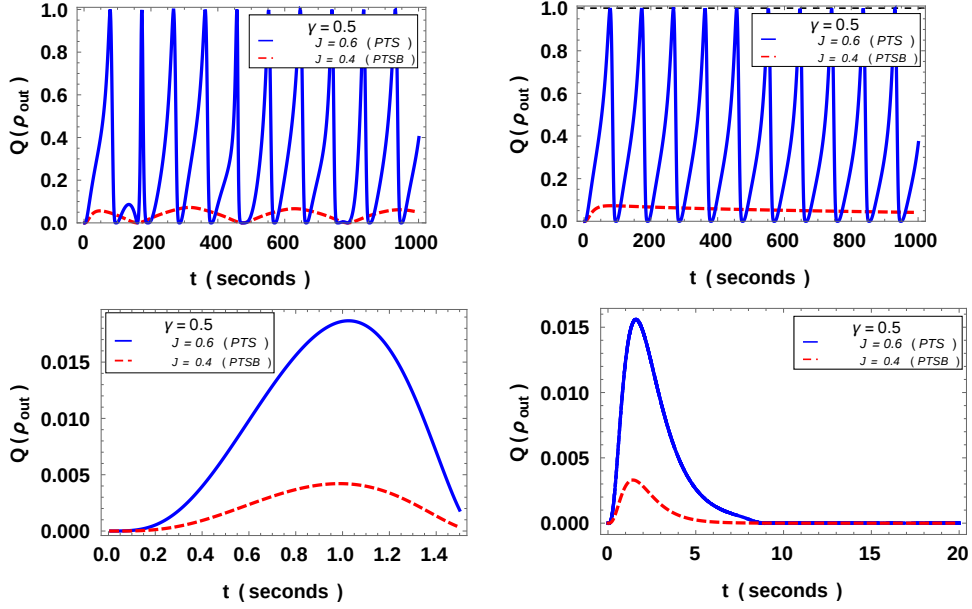 γ = 0.5
J = 0.6 ( PTS )
J = 0.4 ( PTSB )
Q ( ρ out )
1.0
0.8
0.6
0.4
0.2
0.0
0 200 400 600 800 1000
t ( seconds )
γ = 0.5
J = 0.6 ( PTS )
J = 0.4 ( PTSB )
Q ( ρ out )
1.0
0.8
0.6
0.4
0.2
0.0
0 200 400 600 800 1000
t ( seconds )
γ = 0.5
J = 0.6 ( PTS )
J = 0.4 ( PTSB )
Q ( ρ out )
0.015
0.010
0.005
0.000
0.0 0.2 0.4 0.6 0.8 1.0 1.2 1.4
t ( seconds )
γ = 0.5
J = 0.6 ( PTS )
J = 0.4 ( PTSB )
Q ( ρ out )
0.015
0.010
0.005
0.000
0 5 10 15 20
t ( seconds )